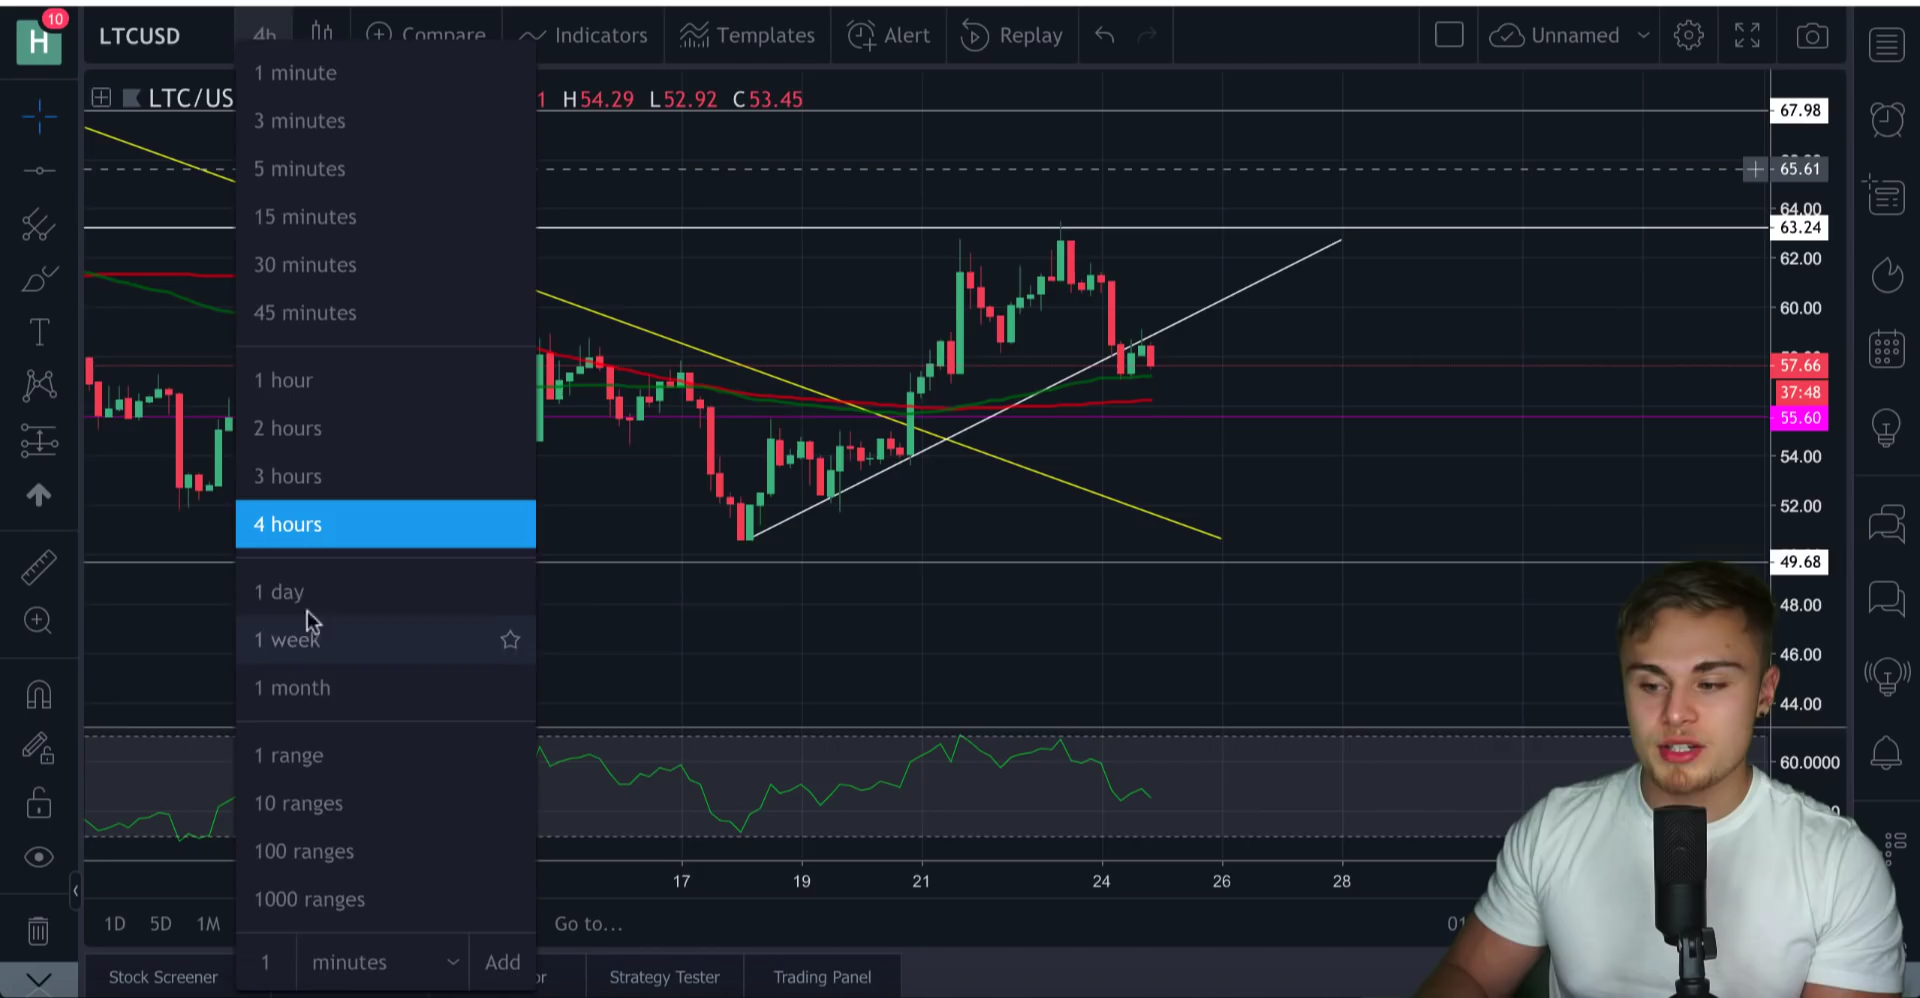 H
10
LTCUSD
4h
Compare
Indicators
Templates
Alert
Replay
Unnamed
LTC/US
1 H54.29 L52.92 C53.45
1 minute
3 minutes
5 minutes
15 minutes
30 minutes
45 minutes
1 hour
2 hours
3 hours
4 hours
1 day
1 week
1 month
1 range
10 ranges
100 ranges
1000 ranges
1
minutes
Add
67.98
65.61
64.00
63.24
62.00
60.00
57.66
37:48
55.60
54.00
52.00
49.68
48.00
46.00
44.00
60.0000
17
19
21
24
26
28
1D
5D
1M
Go to...
01
Stock Screener
or
Strategy Tester
Trading Panel